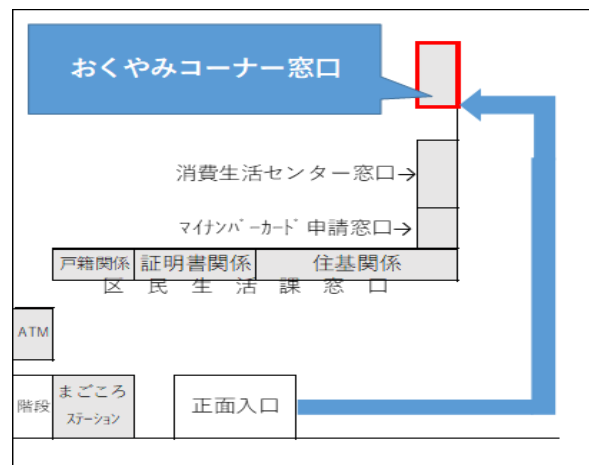 おくやみコーナー窓口
消費生活センター窓口→
ﾏｲﾅﾝﾊﾞｰｶｰﾄﾞ申請窓口→
戸籍関係 証明書関係 住基関係
区民生活課窓口
ATM
階段
まごころ
ｽﾃｰｼｮﾝ
正面入口